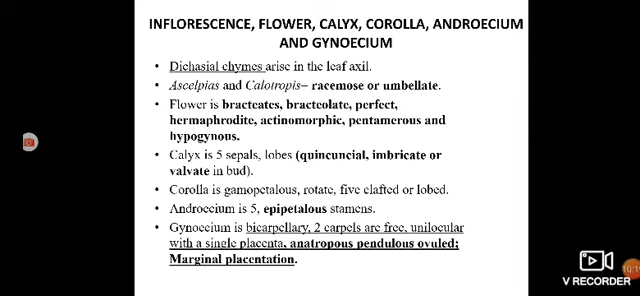 INFLORESCENCE, FLOWER, CALYX, COROLLA, ANDROECIUM
AND GYNOECIUM
• Dichasial chymes arise in the leaf axil.
• Ascelpias and Calotropis– racemose or umbellate.
• Flower is bracteates, bracteolate, perfect,
hermaphrodite, actinomorphic, pentamerous and
hypogynous.
• Calyx is 5 sepals, lobes (quincuncial, imbricate or
valvate in bud).
• Corolla is gamopetalous, rotate, five clafted or lobed.
• Androecium is 5, epipetalous stamens.
• Gynoecium is bicarpellary, 2 carpels are free, unilocular
with a single placenta, anatropous pendulous ovuled;
Marginal placentation.
V RECORDER